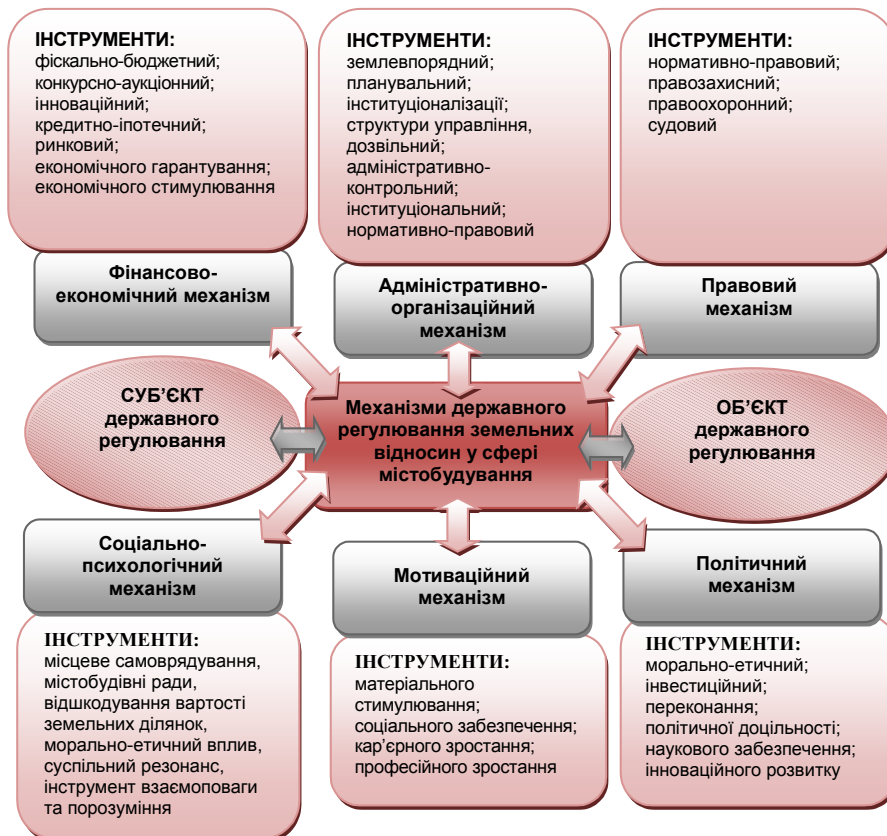 ІНСТРУМЕНТИ:
фіскально-бюджетний;
конкурсно-аукціонний;
інноваційний;
кредитно-іпотечний;
ринковий;
економічного гарантування;
економічного стимулювання
Фінансово-
економічний механізм
ІНСТРУМЕНТИ:
землевпорядний;
планувальний;
інституціоналізації;
структури управління,
дозвільний;
адміністративно-
контрольний;
інституціональний;
нормативно-правовий
Адміністративно-
організаційний
механізм
ІНСТРУМЕНТИ:
нормативно-правовий;
правозахисний;
правоохоронний;
судовий
Правовий
механізм
СУБ’ЄКТ
державного
регулювання
Механізми державного
регулювання земельних
відносин у сфері
містобудування
ОБ’ЄКТ
державного
регулювання
Соціально-
психологічний
механізм
ІНСТРУМЕНТИ:
місцеве самоврядування,
містобудівні ради,
відшкодування вартості
земельних ділянок,
морально-етичний вплив,
суспільний резонанс,
інструмент взаємоповаги
та порозуміння
Мотиваційний
механізм
ІНСТРУМЕНТИ:
матеріального
стимулювання;
соціального забезпечення;
кар’єрного зростання;
професійного зростання
Політичний
механізм
ІНСТРУМЕНТИ:
морально-етичний;
інвестиційний;
переконання;
політичної доцільності;
наукового забезпечення;
інноваційного розвитку